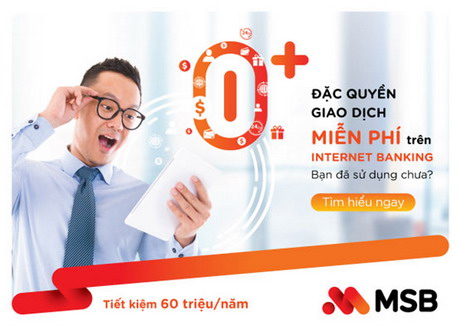 0+
ĐẶC QUYỀN
GIAO DỊCH
MIỄN PHÍ trên
INTERNET BANKING
Bạn đã sử dụng chưa?
Tìm hiểu ngay
Tiết kiệm 60 triệu/năm
MSB